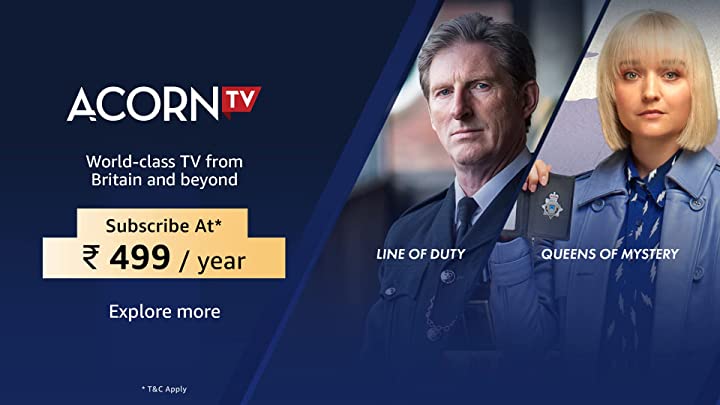 ACORN TV
World-class TV from
Britain and beyond
Subscribe At*
₹ 499 / year
Explore more
LINE OF DUTY
QUEENS OF MYSTERY
* T&C Apply